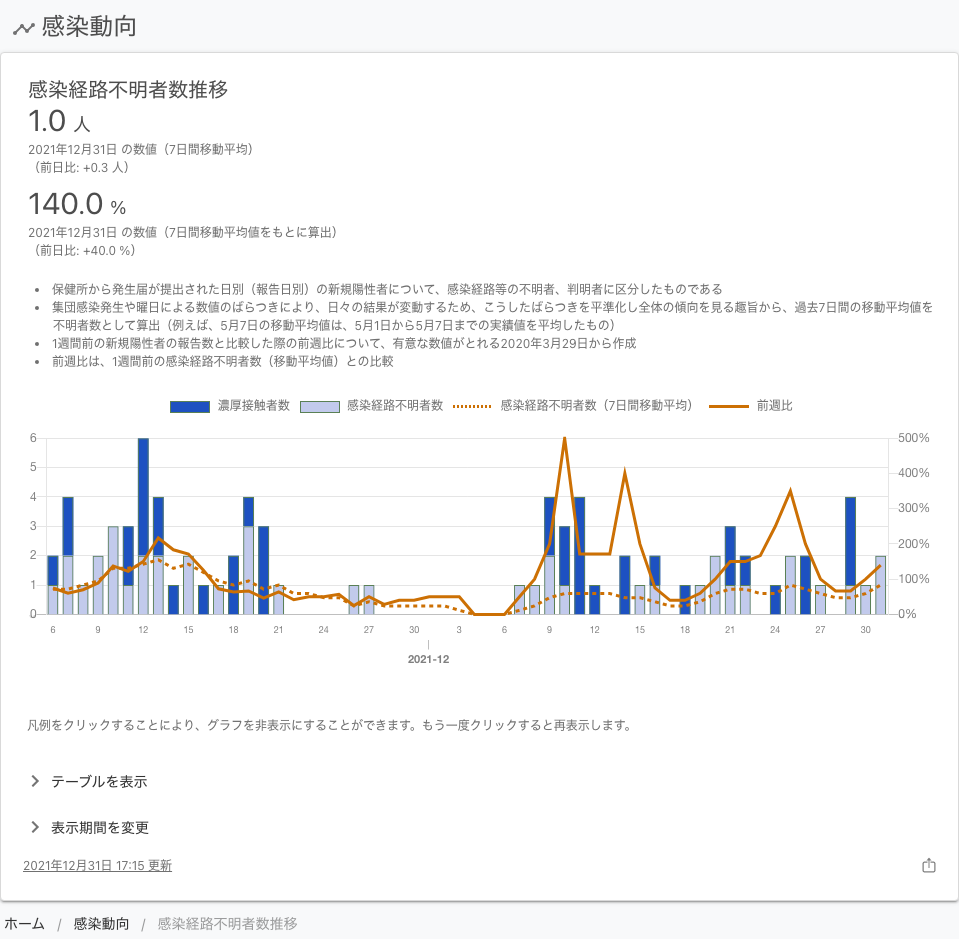 感染動向
感染経路不明者数推移
1.0 人
2021年12月31日 の数値（7日間移動平均）
（前日比: +0.3 人）
140.0 %
2021年12月31日 の数値（7日間移動平均値をもとに算出）
（前日比: +40.0 %）
• 保健所から発生届が提出された日別（報告日別）の新規陽性者について、感染経路等の不明者、判明者に区分したものである
• 集団感染発生や曜日による数値のばらつきにより、日々の結果が変動するため、こうしたばらつきを平準化し全体の傾向を見る趣旨から、過去7日間の移動平均値を
不明者数として算出（例えば、5月7日の移動平均値は、5月1日から5月7日までの実績値を平均したもの）
• 1週間前の新規陽性者の報告数と比較した際の前週比について、有意な数値がとれる2020年3月29日から作成
• 前週比は、1週間前の感染経路不明者数（移動平均値）との比較
濃厚接触者数 感染経路不明者数 感染経路不明者数（7日間移動平均） 前週比
6 500%
5 400%
4 300%
3 200%
2 100%
1 0%
0
6 9 12 15 18 21 24 27 30 3 6 9 12 15 18 21 24 27 30
2021-12
凡例をクリックすることにより、グラフを非表示にすることができます。もう一度クリックすると再表示します。
テーブルを表示
表示期間を変更
2021年12月31日 17:15 更新
ホーム / 感染動向 / 感染経路不明者数推移